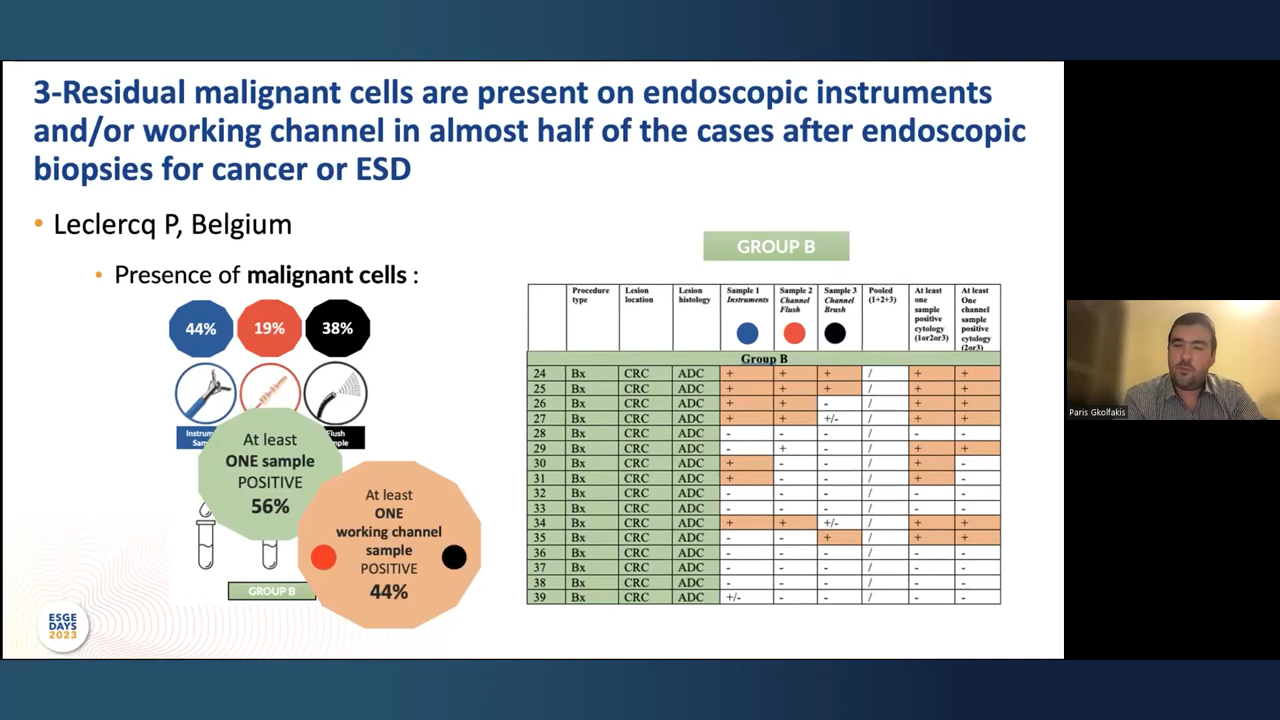 3-Residual malignant cells are present on endoscopic instruments
and/or working channel in almost half of the cases after endoscopic
biopsies for cancer or ESD
• Leclercq P, Belgium
• Presence of malignant cells :
44% 19% 38%
At least
ONE sample
POSITIVE
56%
At least
ONE
working channel
sample
POSITIVE
44%
GROUP B
ESGE
DAYS
2023
GROUP B
Procedure type Lesion location Lesion histology Sample 1 Instruments Sample 2 Channel Flush Sample 3 Channel Brush Pooled (1+2+3) At least one sample positive cytology (1or2or3) At least One channel sample positive cytology (2or3)
Group B
24 Bx CRC ADC + + + / + +
25 Bx CRC ADC + + + / + +
26 Bx CRC ADC + + - / + +
27 Bx CRC ADC + + +/- / + +
28 Bx CRC ADC - - - / - -
29 Bx CRC ADC - + - / + +
30 Bx CRC ADC + - - / + -
31 Bx CRC ADC + - - / + -
32 Bx CRC ADC - - - / - -
33 Bx CRC ADC - - - / - -
34 Bx CRC ADC + + +/- / + +
35 Bx CRC ADC - - + / + +
36 Bx CRC ADC - - - / - -
37 Bx CRC ADC - - - / - -
38 Bx CRC ADC - - - / - -
39 Bx CRC ADC +/- - - / - -
Paris Gkolfakis